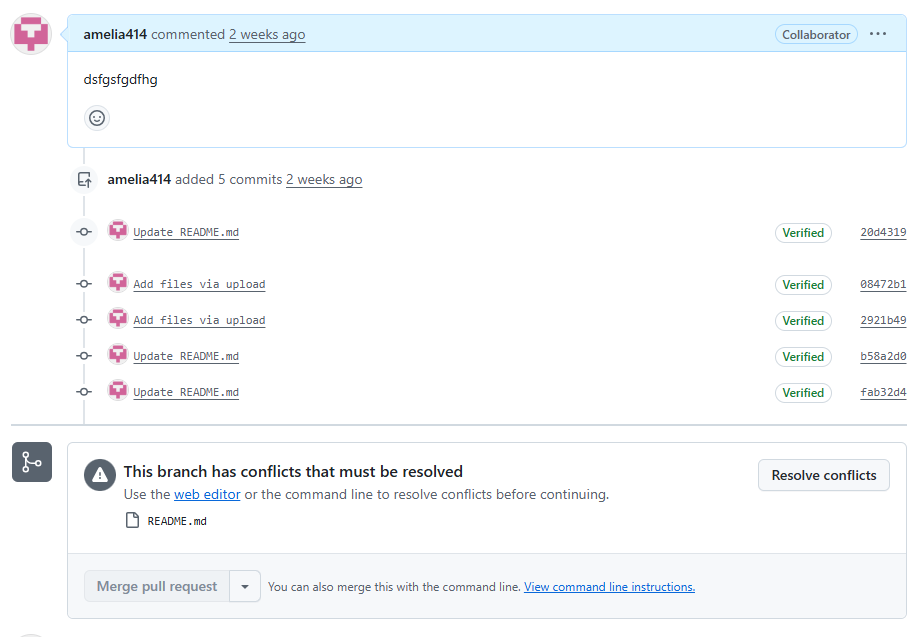 amelia414 commented 2 weeks ago Collaborator
dsfgsfgdfhg
amelia414 added 5 commits 2 weeks ago
Update README.md Verified 20d4319
Add files via upload Verified 08472b1
Add files via upload Verified 2921b49
Update README.md Verified b58a2d0
Update README.md Verified fab32d4
This branch has conflicts that must be resolved
Resolve conflicts
Use the web editor or the command line to resolve conflicts before continuing.
README.md
Merge pull request You can also merge this with the command line. View command line instructions.